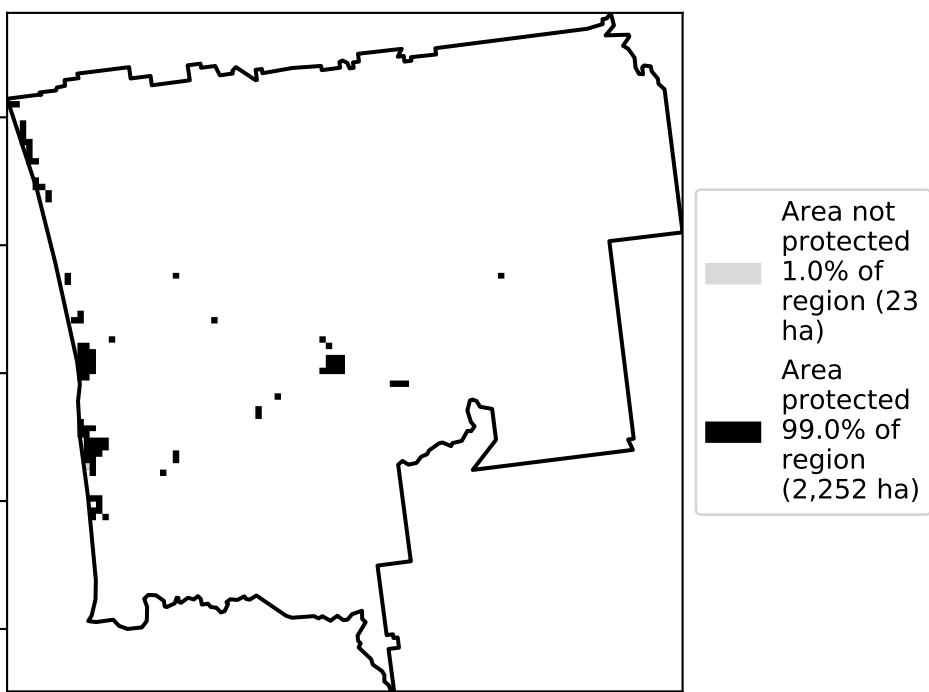 Area not
protected
1.0% of
region (23
ha)
Area
protected
99.0% of
region
(2,252 ha)